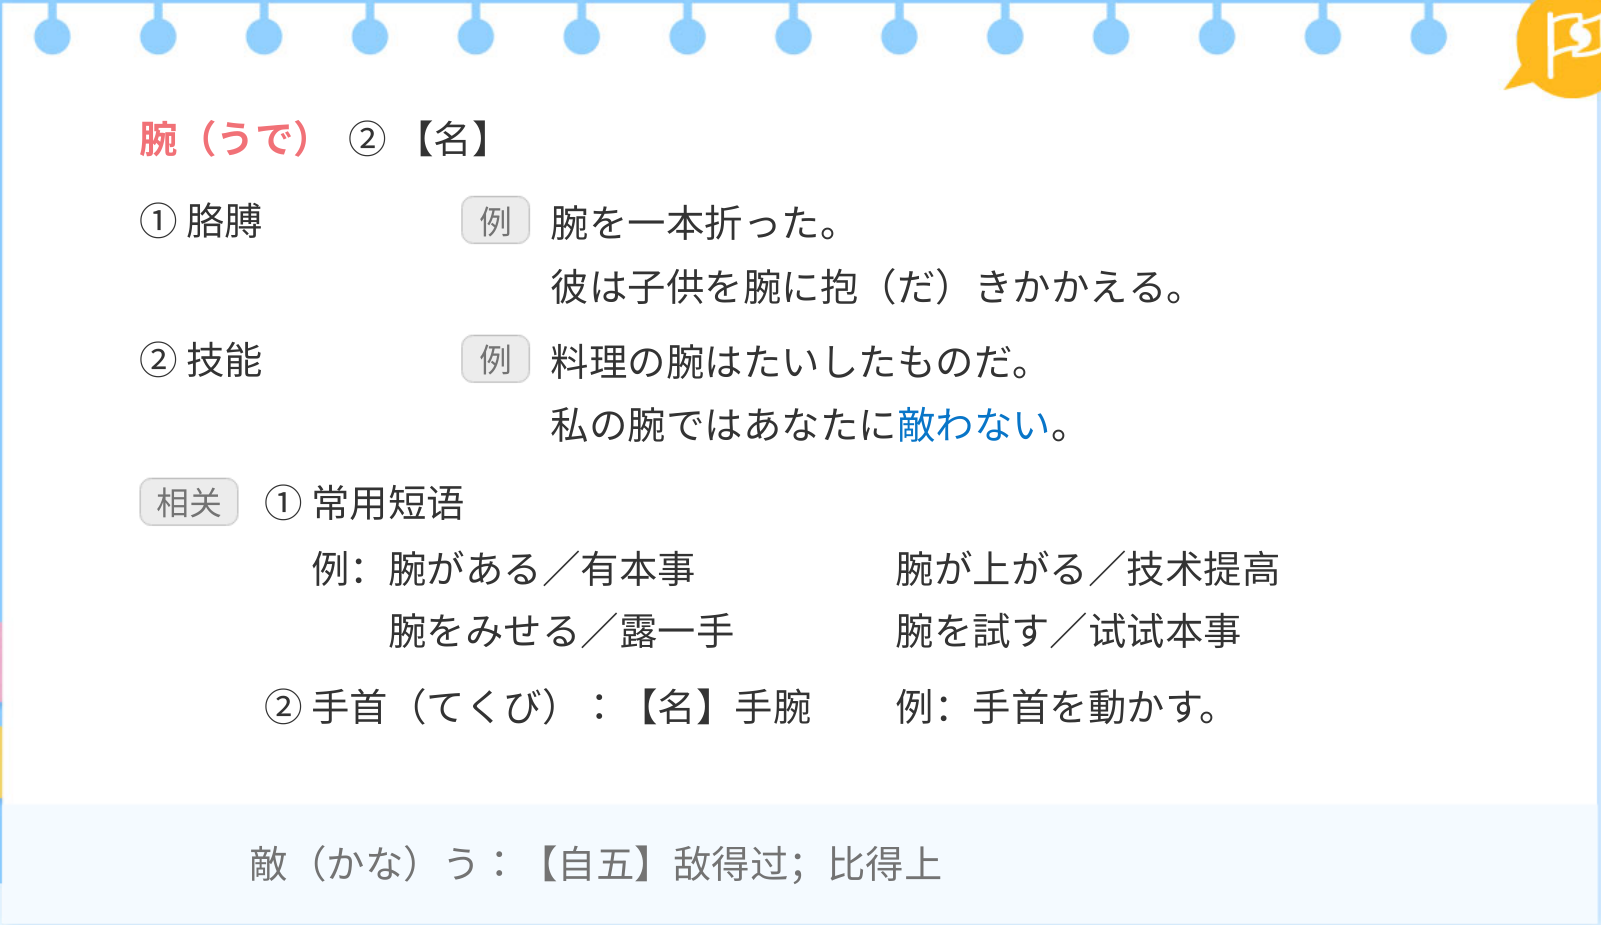 腕（うで） ② 【名】
① 胳膊 例 腕を一本折った。
彼は子供を腕に抱（だ）きかかえる。
② 技能 例 料理の腕はたいしたものだ。
私の腕ではあなたに敵わない。
相关 ① 常用短语
例：腕がある／有本事 腕が上がる／技术提高
腕をみせる／露一手 腕を試す／试试本事
② 手首（てくび）：【名】手腕 例：手首を動かす。
敵（かな）う：【自五】敌得过；比得上